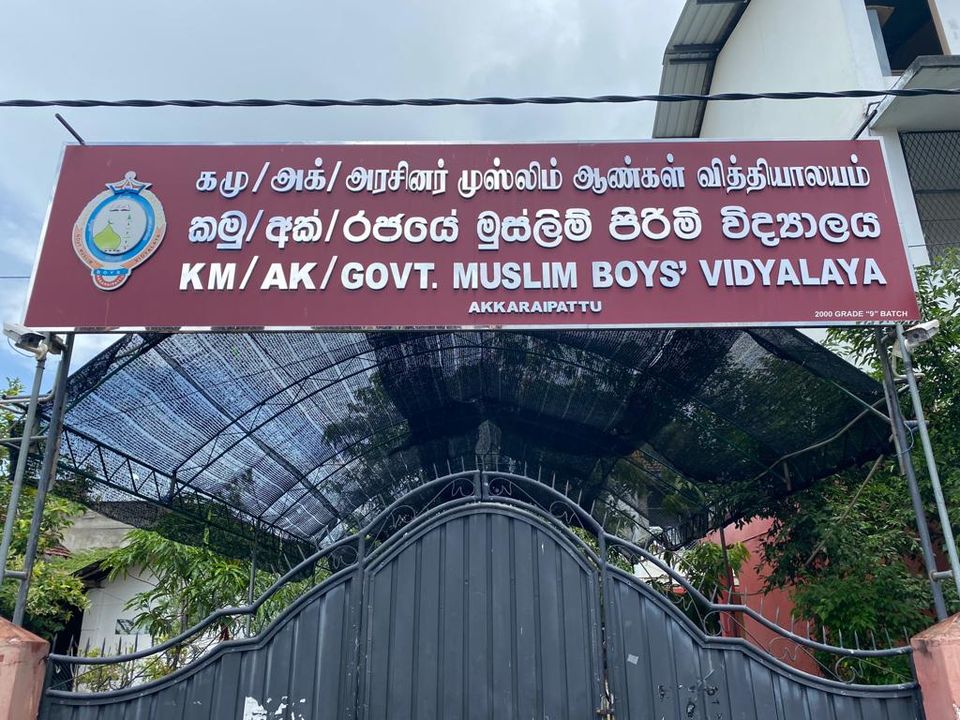 கமு/அக்/அரசினர் முஸ்லிம் ஆண்கள் வித்தியாலயம்
කමු/අක්/රජයේ මුස්ලිම් පිරිමි විද්‍යාලය
KM/AK/GOVT. MUSLIM BOYS' VIDYALAYA
AKKARAIPATTU
2000 GRADE "9" BATCH